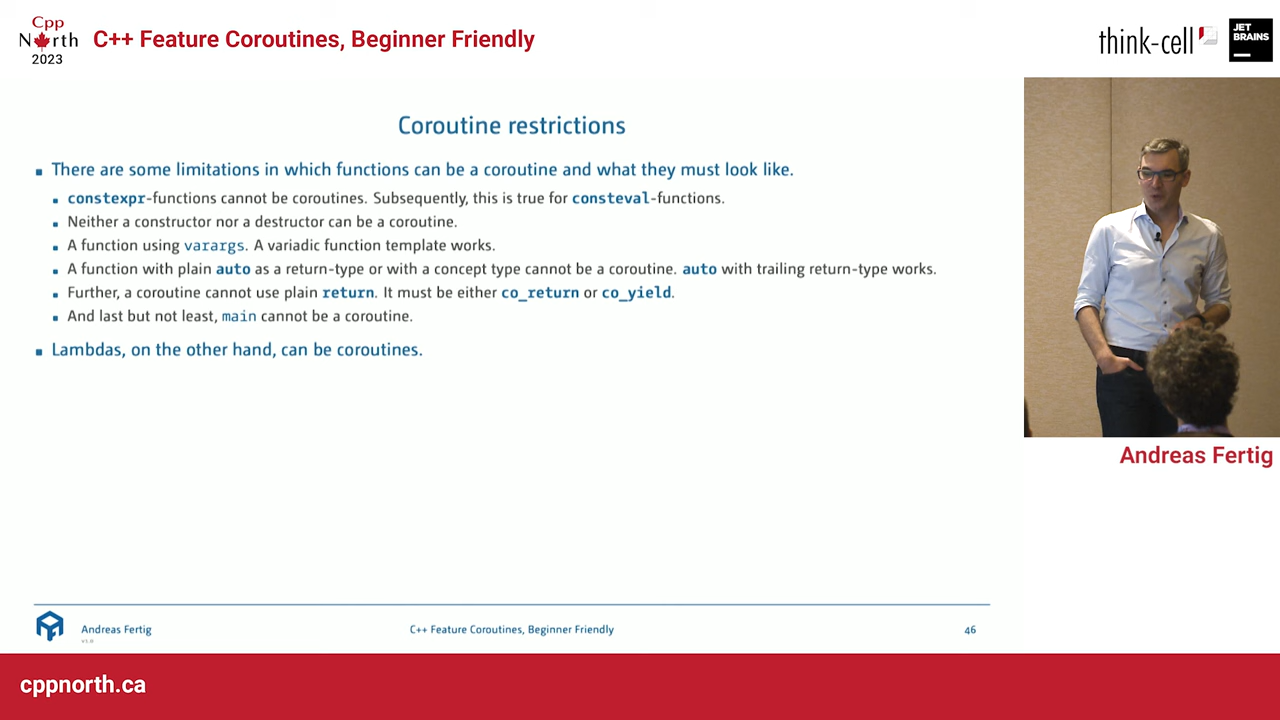 Cpp
North
2023
C++ Feature Coroutines, Beginner Friendly
think-cell
JET
BRAINS
Coroutine restrictions
There are some limitations in which functions can be a coroutine and what they must look like.
constexpr-functions cannot be coroutines. Subsequently, this is true for consteval-functions.
Neither a constructor nor a destructor can be a coroutine.
A function using varargs. A variadic function template works.
A function with plain auto as a return-type or with a concept type cannot be a coroutine. auto with trailing return-type works.
Further, a coroutine cannot use plain return. It must be either co_return or co_yield.
And last but not least, main cannot be a coroutine.
Lambdas, on the other hand, can be coroutines.
Andreas Fertig
Andreas Fertig
v1.0
C++ Feature Coroutines, Beginner Friendly
46
cppnorth.ca